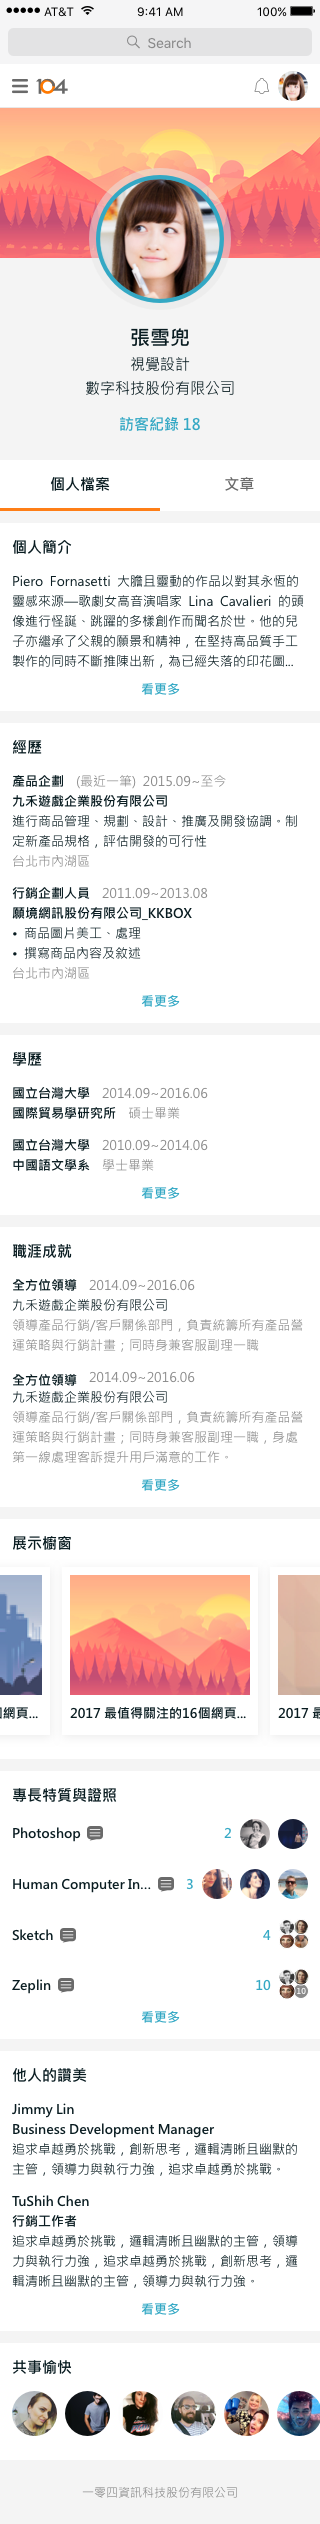 AT&T 9:41 AM 100%
Search
104
張雪兜
視覺設計
數字科技股份有限公司
訪客紀錄 18
個人檔案 文章
個人簡介
Piero Fornasetti 大膽且靈動的作品以對其永恆的
靈感來源—歌劇女高音演唱家 Lina Cavalieri 的頭
像進行怪誕、跳躍的多樣創作而聞名於世。他的兒
子亦繼承了父親的願景和精神，在堅持高品質手工
製作的同時不斷推陳出新，為已經失落的印花圖...
看更多
經歷
產品企劃 (最近一筆) 2015.09~至今
九禾遊戲企業股份有限公司
進行商品管理、規劃、設計、推廣及開發協調。制
定新產品規格，評估開發的可行性
台北市內湖區
行銷企劃人員 2011.09~2013.08
願境網訊股份有限公司_KKBOX
• 商品圖片美工、處理
• 撰寫商品內容及敘述
台北市內湖區
看更多
學歷
國立台灣大學 2014.09~2016.06
國際貿易學研究所 碩士畢業
國立台灣大學 2010.09~2014.06
中國語文學系 學士畢業
看更多
職涯成就
全方位領導 2014.09~2016.06
九禾遊戲企業股份有限公司
領導產品行銷/客戶關係部門，負責統籌所有產品營
運策略與行銷計畫；同時身兼客服副理一職
全方位領導 2014.09~2016.06
九禾遊戲企業股份有限公司
領導產品行銷/客戶關係部門，負責統籌所有產品營
運策略與行銷計畫；同時身兼客服副理一職，身處
第一線處理客訴提升用戶滿意的工作。
看更多
展示櫥窗
個網頁... 2017 最值得關注的16個網頁... 2017 最
專長特質與證照
Photoshop 2
Human Computer In... 3
Sketch 4
Zeplin 10 10
看更多
他人的讚美
Jimmy Lin
Business Development Manager
追求卓越勇於挑戰，創新思考，邏輯清晰且幽默的
主管，領導力與執行力強，追求卓越勇於挑戰。
TuShih Chen
行銷工作者
追求卓越勇於挑戰，邏輯清晰且幽默的主管，領導
力與執行力強，追求卓越勇於挑戰，創新思考，邏
輯清晰且幽默的主管，領導力與執行力強。
看更多
共事愉快
一零四資訊科技股份有限公司